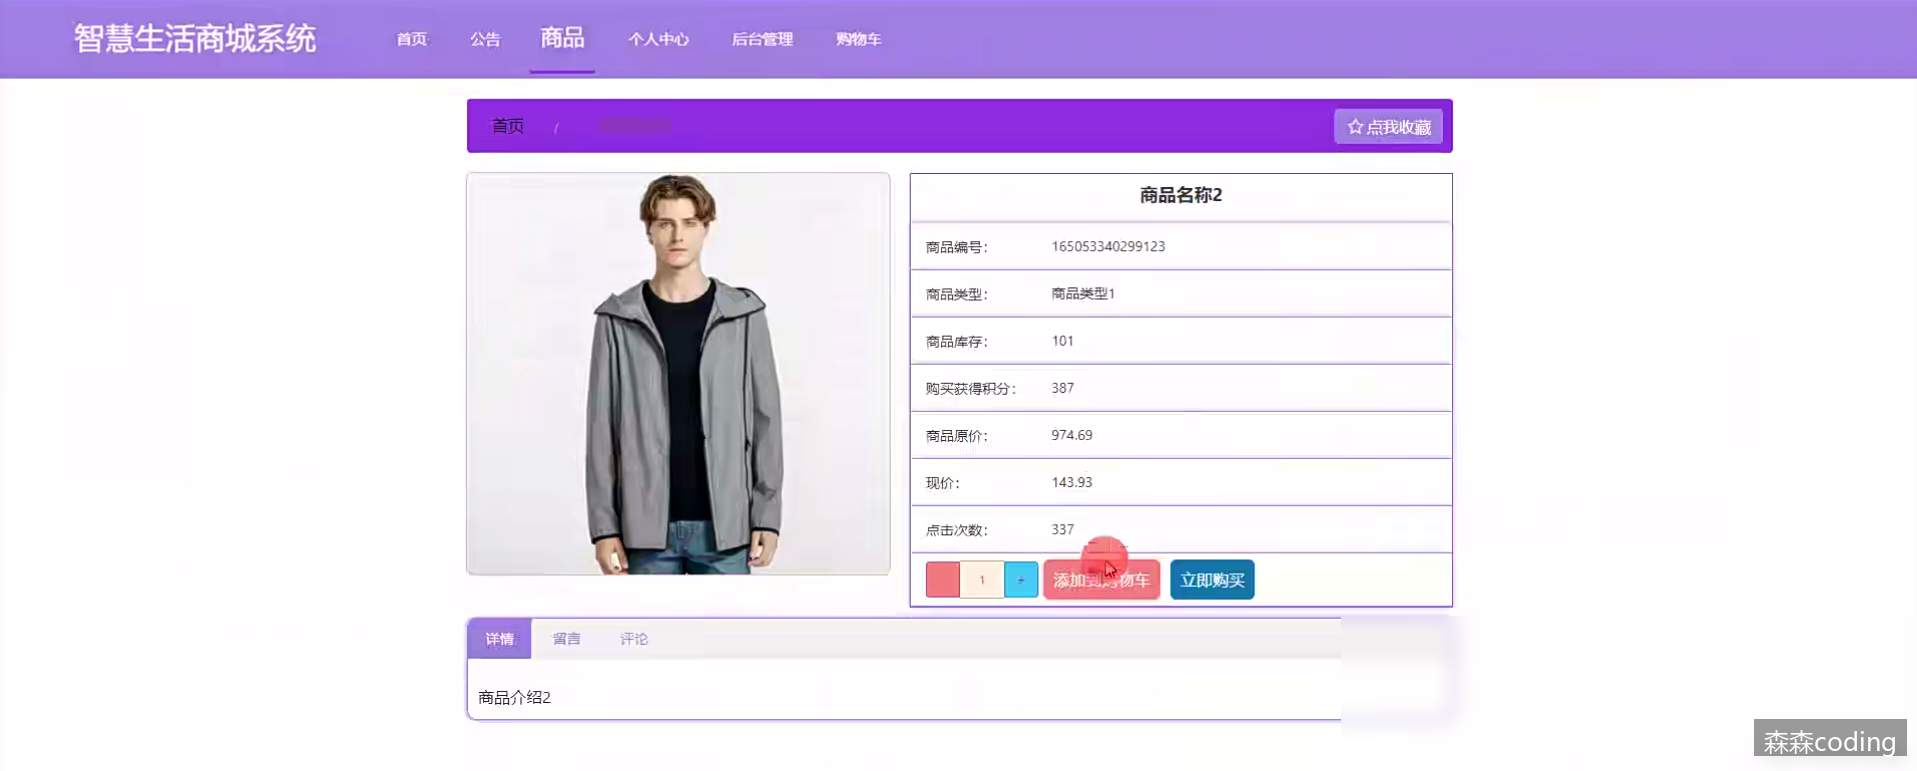 智慧生活商城系统 首页 公告 商品 个人中心 后台管理 购物车
首页 / 点我收藏
商品名称2
商品编号： 165053340299123
商品类型： 商品类型1
商品库存： 101
购买获得积分： 387
商品原价： 974.69
现价： 143.93
点击次数： 337
1 + 添加到购物车 立即购买
详情 留言 评论
商品介绍2
森森coding